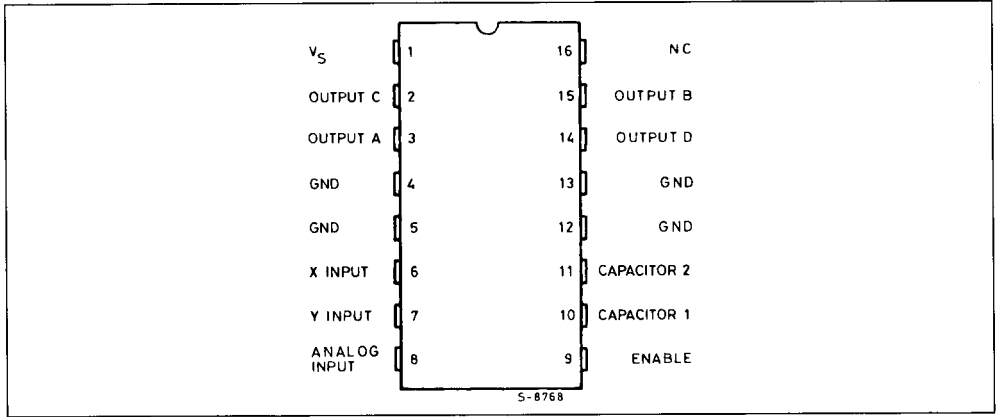 V_S 1 16 NC
OUTPUT C 2 15 OUTPUT B
OUTPUT A 3 14 OUTPUT D
GND 4 13 GND
GND 5 12 GND
X INPUT 6 11 CAPACITOR 2
Y INPUT 7 10 CAPACITOR 1
ANALOG
INPUT 8 9 ENABLE
S-8768